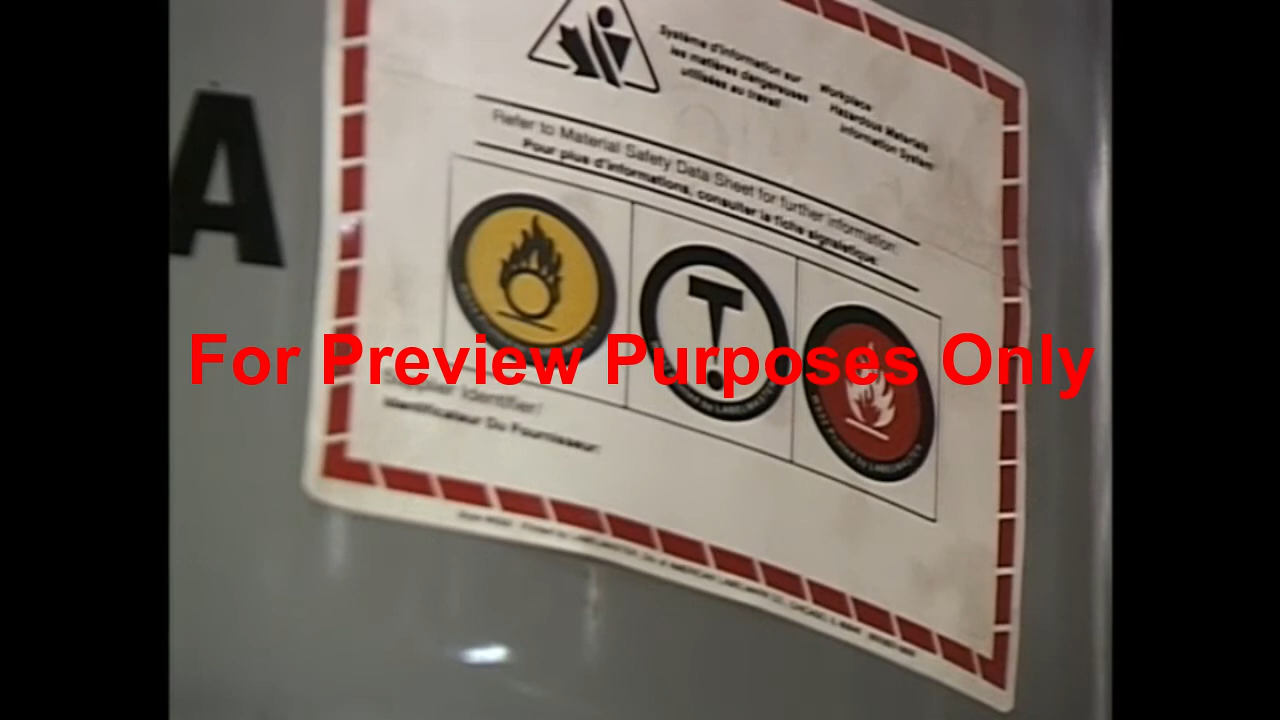 A
Système d'information sur
les matières dangereuses
utilisées au travail
Workplace
Hazardous Materials
Information System
Refer to Material Safety Data Sheet for further information.
Pour plus d'informations, consulter la fiche signalétique.
T
For Preview Purposes Only
Supplier Identifier/
Identificateur Du Fournisseur: